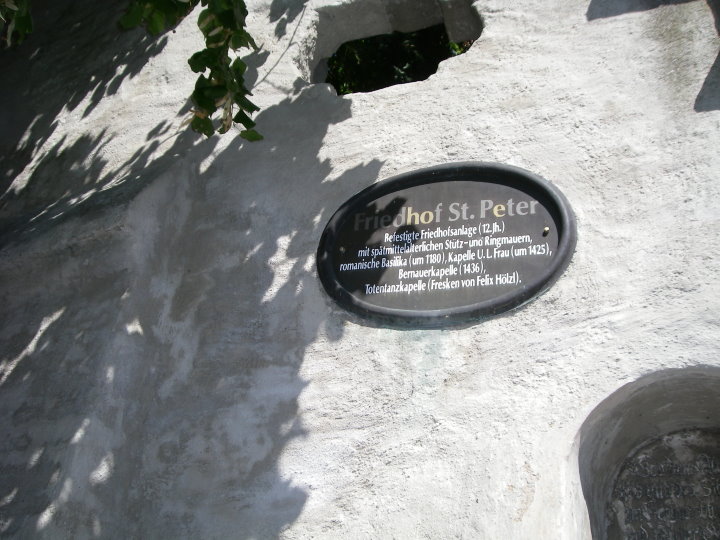 Friedhof St. Peter
Befestigte Friedhofsanlage (12.Jh.)
mit spätmittelalterlichen Stütz- und Ringmauern,
romanische Basilika (um 1180), Kapelle U. L. Frau (um 1425),
Bernauerkapelle (1436),
Totentanzkapelle (Fresken von Felix Hölzl).